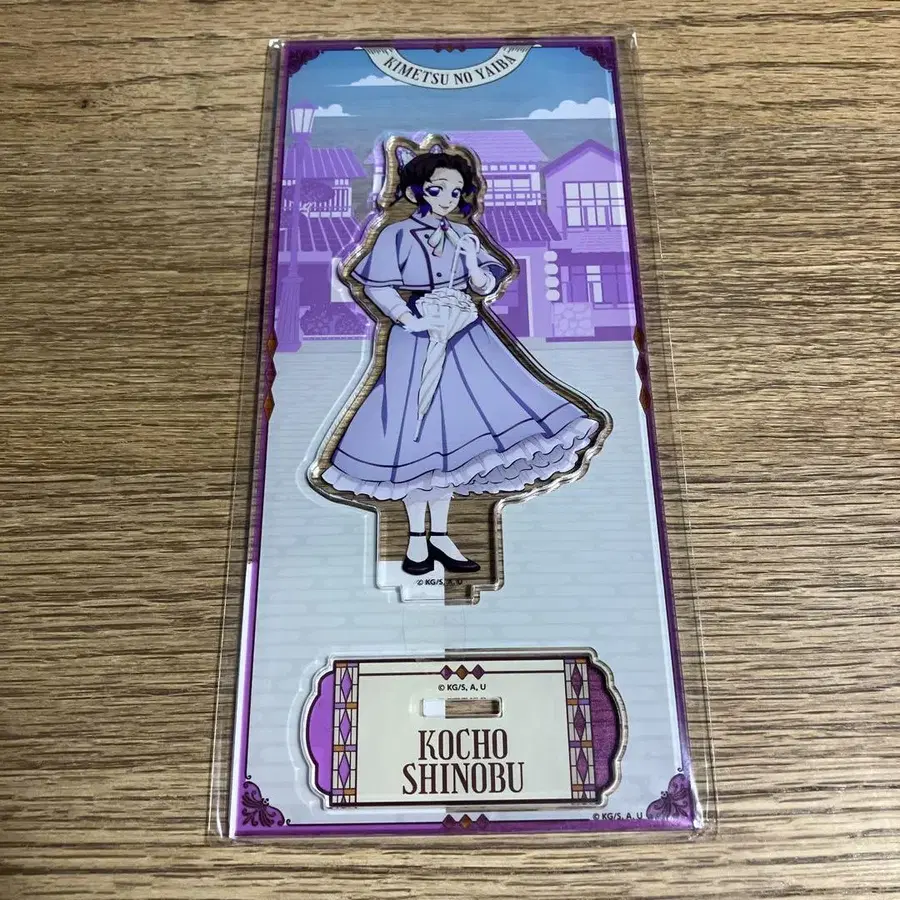 KIMETSU NO YAIBA
© KG/S, A, U
© KG/S, A, U
KOCHO
SHINOBU
© KG/S, A, U